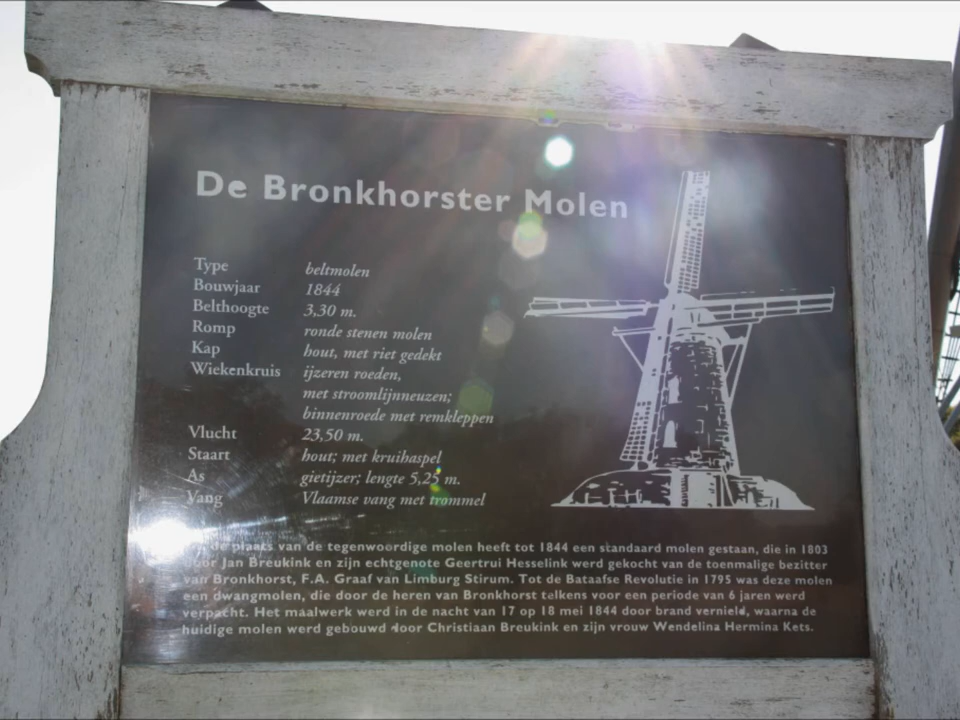 De Bronkhorster Molen
Type beltmolen
Bouwjaar 1844
Belthoogte 3,30 m.
Romp ronde stenen molen
Kap hout, met riet gedekt
Wiekenkruis ijzeren roeden,
met stroomlijnneuzen;
binnenroede met remkleppen
Vlucht 23,50 m.
Staart hout; met kruihaspel
As gietijzer; lengte 5,25 m.
Vang Vlaamse vang met trommel
de plaats van de tegenwoordige molen heeft tot 1844 een standaard molen gestaan, die in 1803
door Jan Breukink en zijn echtgenote Geertrui Hesselink werd gekocht van de toenmalige bezitter
van Bronkhorst, F.A. Graaf van Limburg Stirum. Tot de Bataafse Revolutie in 1795 was deze molen
een dwangmolen, die door de heren van Bronkhorst telkens voor een periode van 6 jaren werd
verpacht. Het maalwerk werd in de nacht van 17 op 18 mei 1844 door brand vernield, waarna de
huidige molen werd gebouwd door Christiaan Breukink en zijn vrouw Wendelina Hermina Kets.